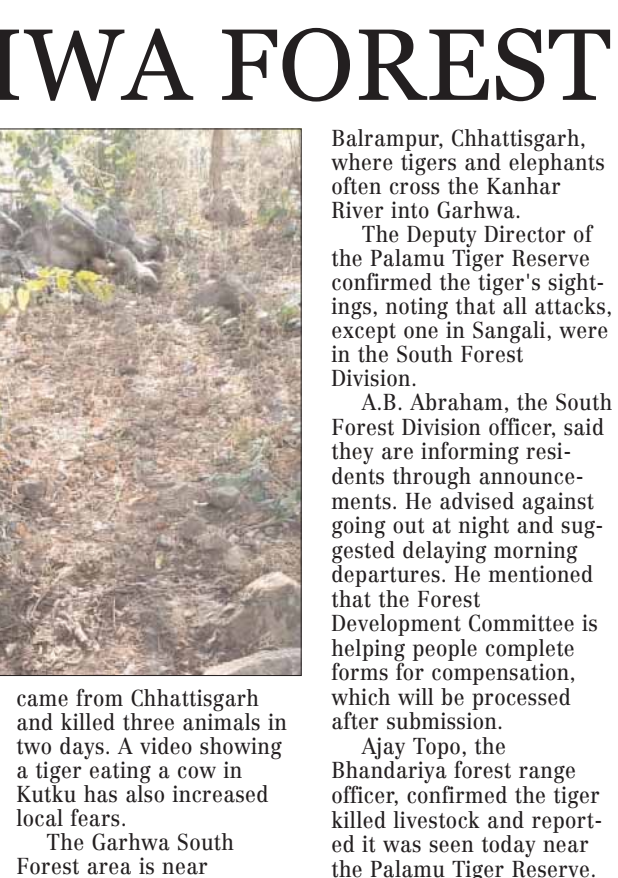 WA FOREST
came from Chhattisgarh
and killed three animals in
two days. A video showing
a tiger eating a cow in
Kutku has also increased
local fears.
The Garhwa South
Forest area is near
Balrampur, Chhattisgarh,
where tigers and elephants
often cross the Kanhar
River into Garhwa.
The Deputy Director of
the Palamu Tiger Reserve
confirmed the tiger's sight-
ings, noting that all attacks,
except one in Sangali, were
in the South Forest
Division.
A.B. Abraham, the South
Forest Division officer, said
they are informing resi-
dents through announce-
ments. He advised against
going out at night and sug-
gested delaying morning
departures. He mentioned
that the Forest
Development Committee is
helping people complete
forms for compensation,
which will be processed
after submission.
Ajay Topo, the
Bhandariya forest range
officer, confirmed the tiger
killed livestock and report-
ed it was seen today near
the Palamu Tiger Reserve.